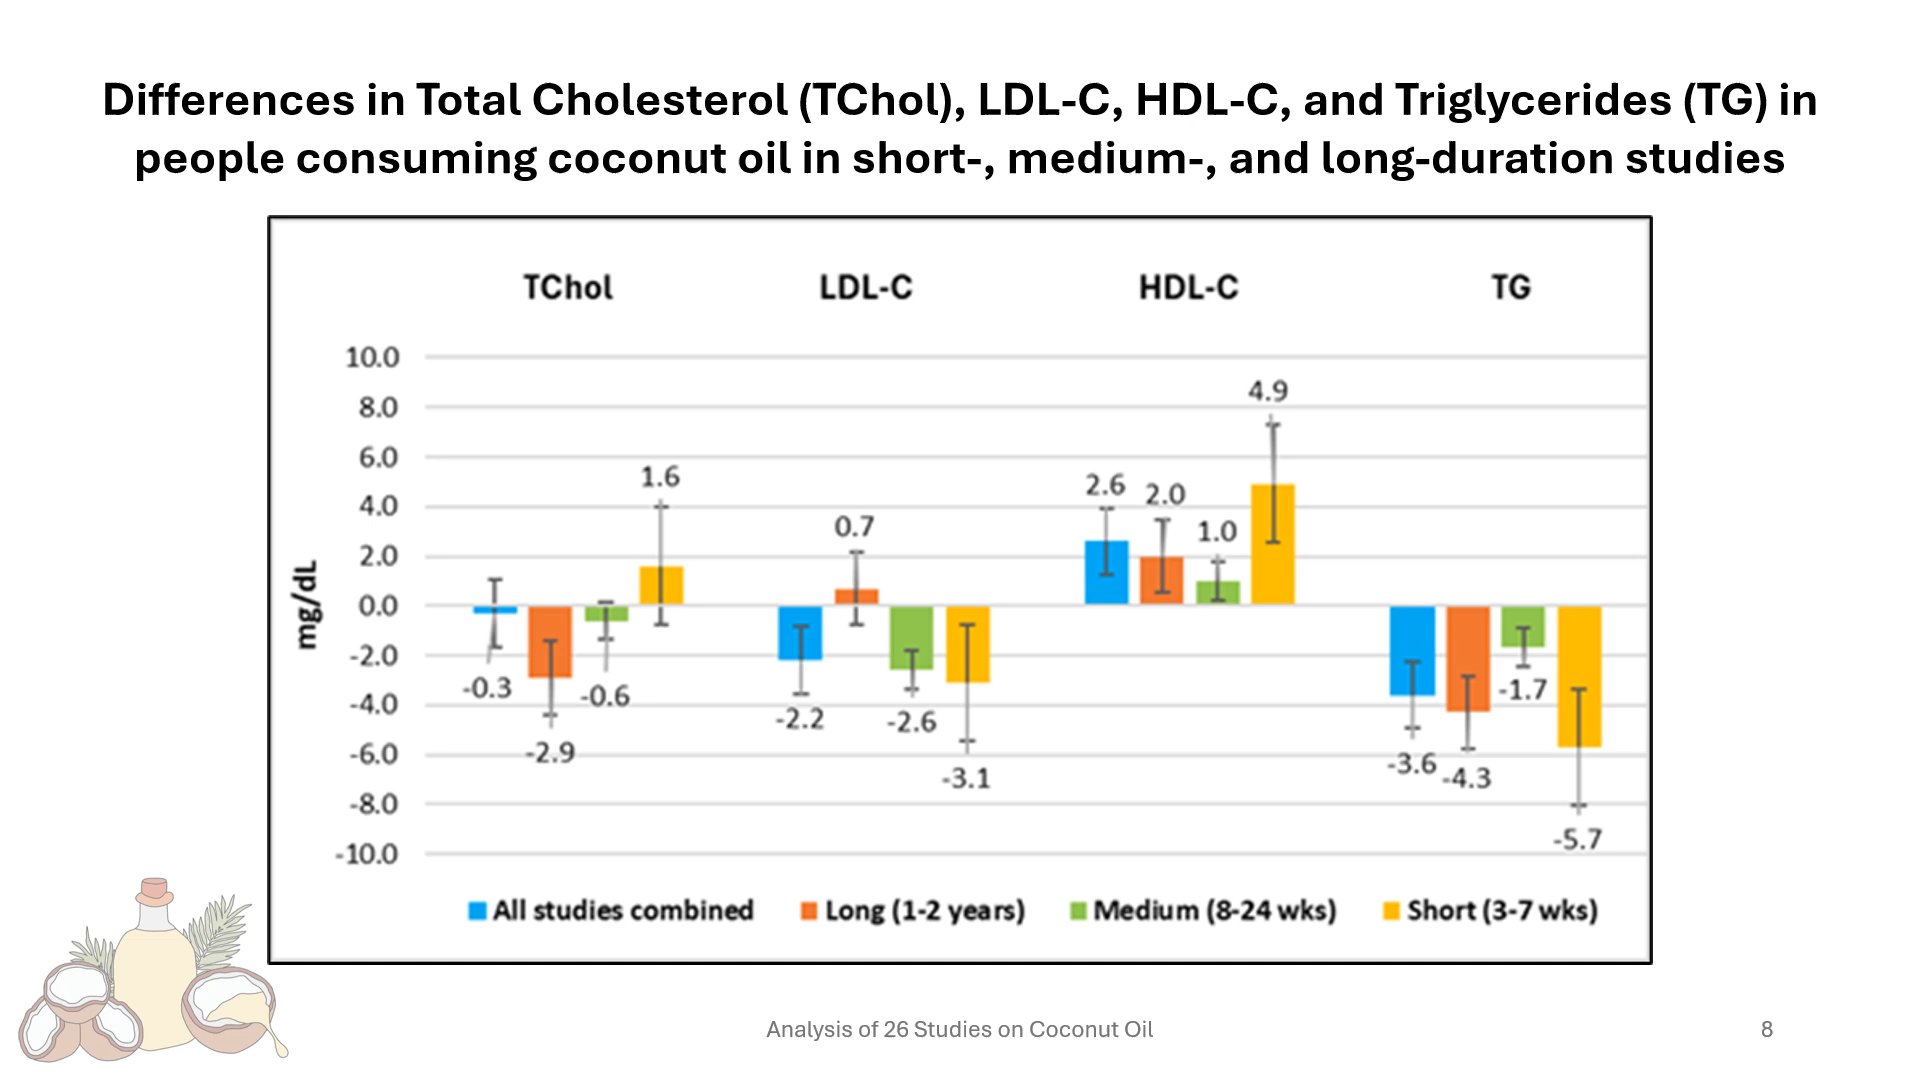 Differences in Total Cholesterol (TChol), LDL-C, HDL-C, and Triglycerides (TG) in
people consuming coconut oil in short-, medium-, and long-duration studies
TChol LDL-C HDL-C TG
mg/dL
10.0
8.0
6.0
4.0
2.0
0.0
-2.0
-4.0
-6.0
-8.0
-10.0
-0.3 -2.9 -0.6 1.6
-2.2 0.7 -2.6 -3.1
2.6 2.0 1.0 4.9
-3.6 -4.3 -1.7 -5.7
All studies combined Long (1-2 years) Medium (8-24 wks) Short (3-7 wks)
Analysis of 26 Studies on Coconut Oil 8